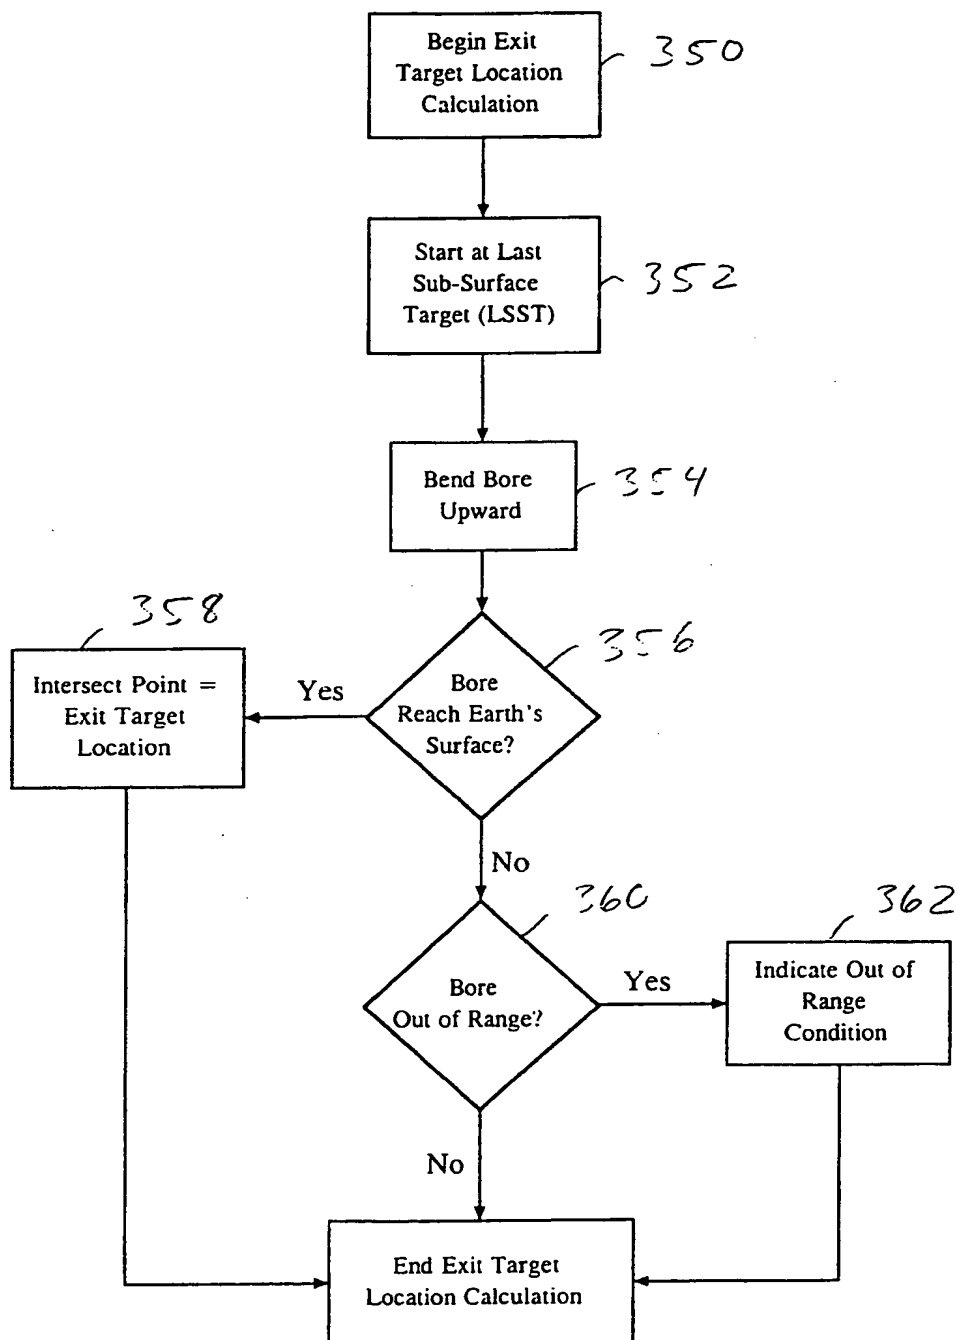 Begin Exit
Target Location
Calculation
350
Start at Last
Sub-Surface
Target (LSST)
352
Bend Bore
Upward
354
358
356
Intersect Point =
Exit Target
Location
Yes
Bore
Reach Earth's
Surface?
No
360
362
Bore
Out of Range?
Yes
Indicate Out of
Range
Condition
No
End Exit Target
Location Calculation